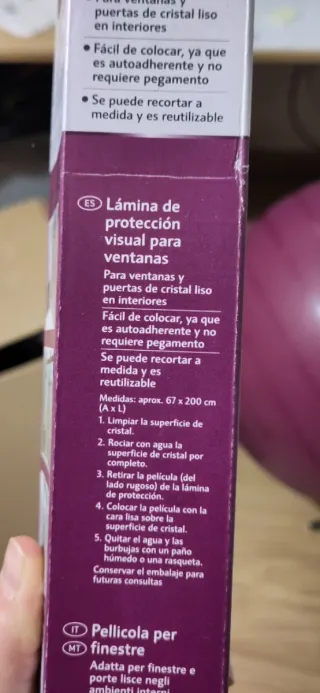 Para ventanas y
puertas de cristal liso
en interiores
• Fácil de colocar, ya que
es autoadherente y no
requiere pegamento
• Se puede recortar a
medida y es reutilizable
ES Lámina de
protección
visual para
ventanas
Para ventanas y
puertas de cristal liso
en interiores
Fácil de colocar, ya que
es autoadherente y no
requiere pegamento
Se puede recortar a
medida y es
reutilizable
Medidas: aprox. 67 x 200 cm
(A x L)
1. Limpiar la superficie de
cristal.
2. Rociar con agua la
superficie de cristal por
completo.
3. Retirar la película (del
lado rugoso) de la lámina
de protección.
4. Colocar la película con la
cara lisa sobre la
superficie de cristal.
5. Quitar el agua y las
burbujas con un paño
húmedo o una rasqueta.
Conservar el embalaje para
futuras consultas
IT Pellicola per
MT finestre
Adatta per finestre e
porte lisce negli
ambienti interni